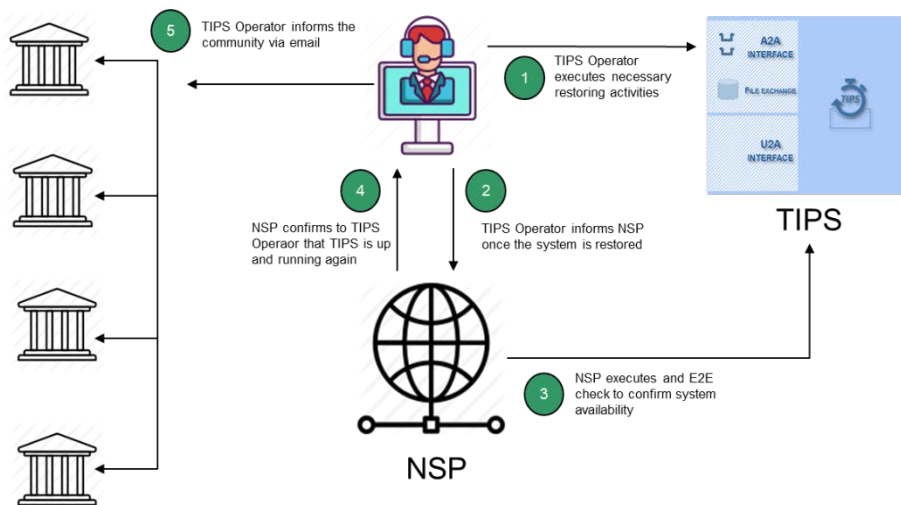 5
TIPS Operator informs the
community via email
1
TIPS Operator
executes necessary
restoring activities
A2A
INTERFACE
FILE EXCHANGE
TIPS
U2A
INTERFACE
TIPS
4
NSP confirms to TIPS
Operaor that TIPS is up
and running again
2
TIPS Operator informs NSP
once the system is restored
3
NSP executes and E2E
check to confirm system
availability
NSP